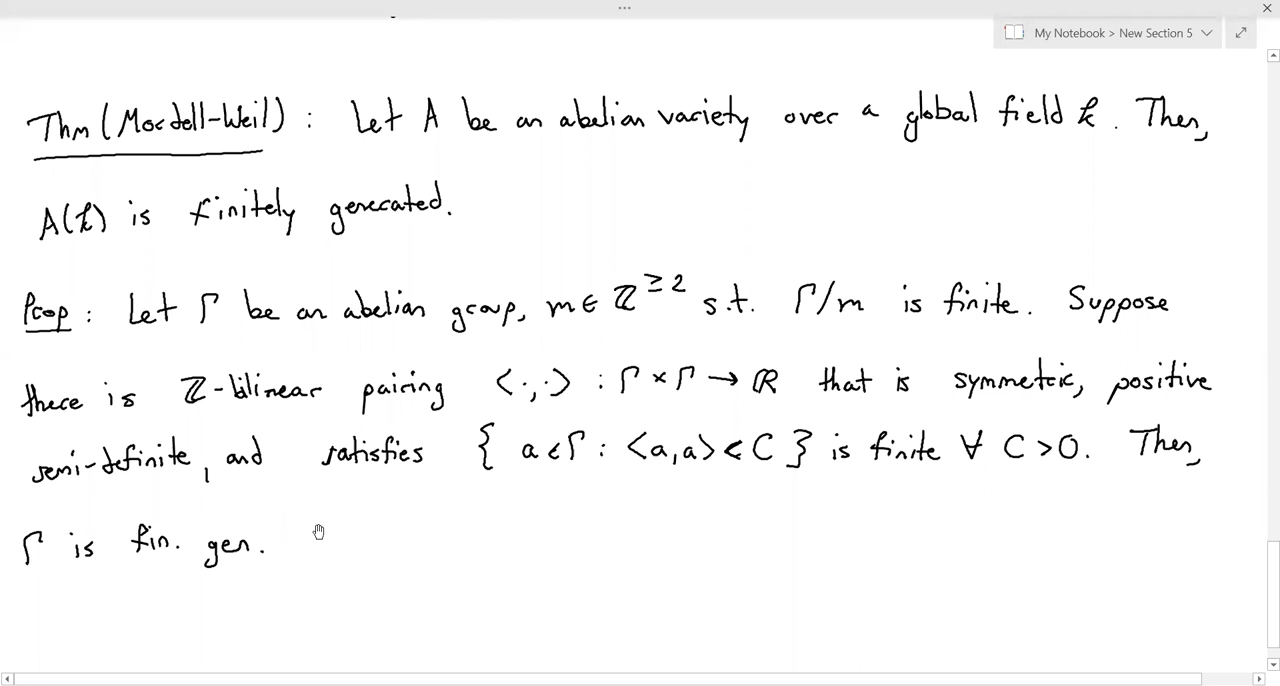 My Notebook > New Section 5
Thm (Mordell-Weil) : Let A be an abelian variety over a global field k. Then,
A(k) is finitely generated.
Prop : Let Γ be an abelian group, m ∈ ℤ^≥2 s.t. Γ/m is finite. Suppose
there is ℤ-bilinear pairing <·,·> : Γ × Γ → ℝ that is symmetric, positive
semi-definite, and satisfies { a ∈ Γ : <a,a> < C } is finite ∀ C > 0. Then,
Γ is fin. gen.